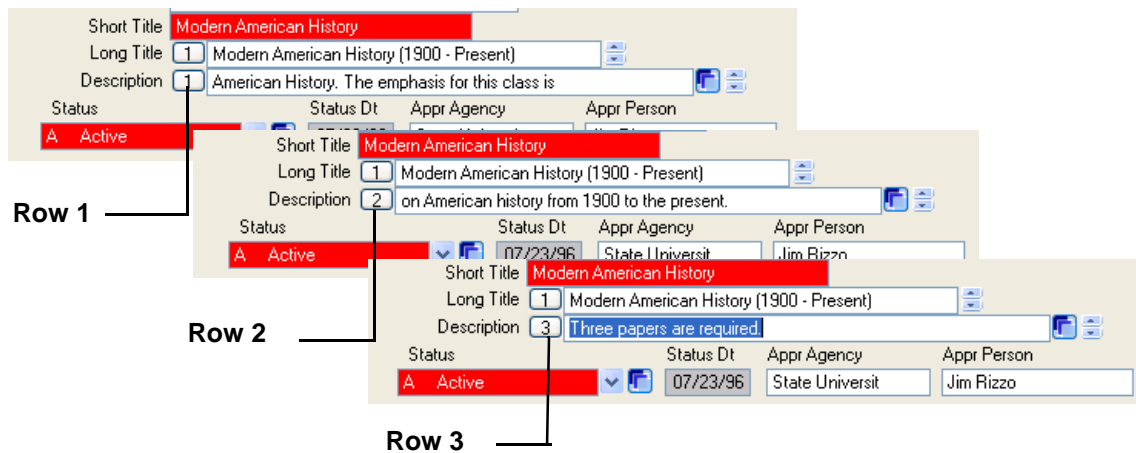 Short Title Modern American History
Long Title 1 Modern American History (1900 - Present)
Description 1 American History. The emphasis for this class is
Status Status Dt Appr Agency Appr Person
A Active
Short Title Modern American History
Long Title 1 Modern American History (1900 - Present)
Row 1
Description 2 on American history from 1900 to the present.
Status Status Dt Appr Agency Appr Person
A Active 07/23/96 State Universit Jim Rizzo
Short Title Modern American History
Long Title 1 Modern American History (1900 - Present)
Row 2
Description 3 Three papers are required.
Status Status Dt Appr Agency Appr Person
A Active 07/23/96 State Universit Jim Rizzo
Row 3